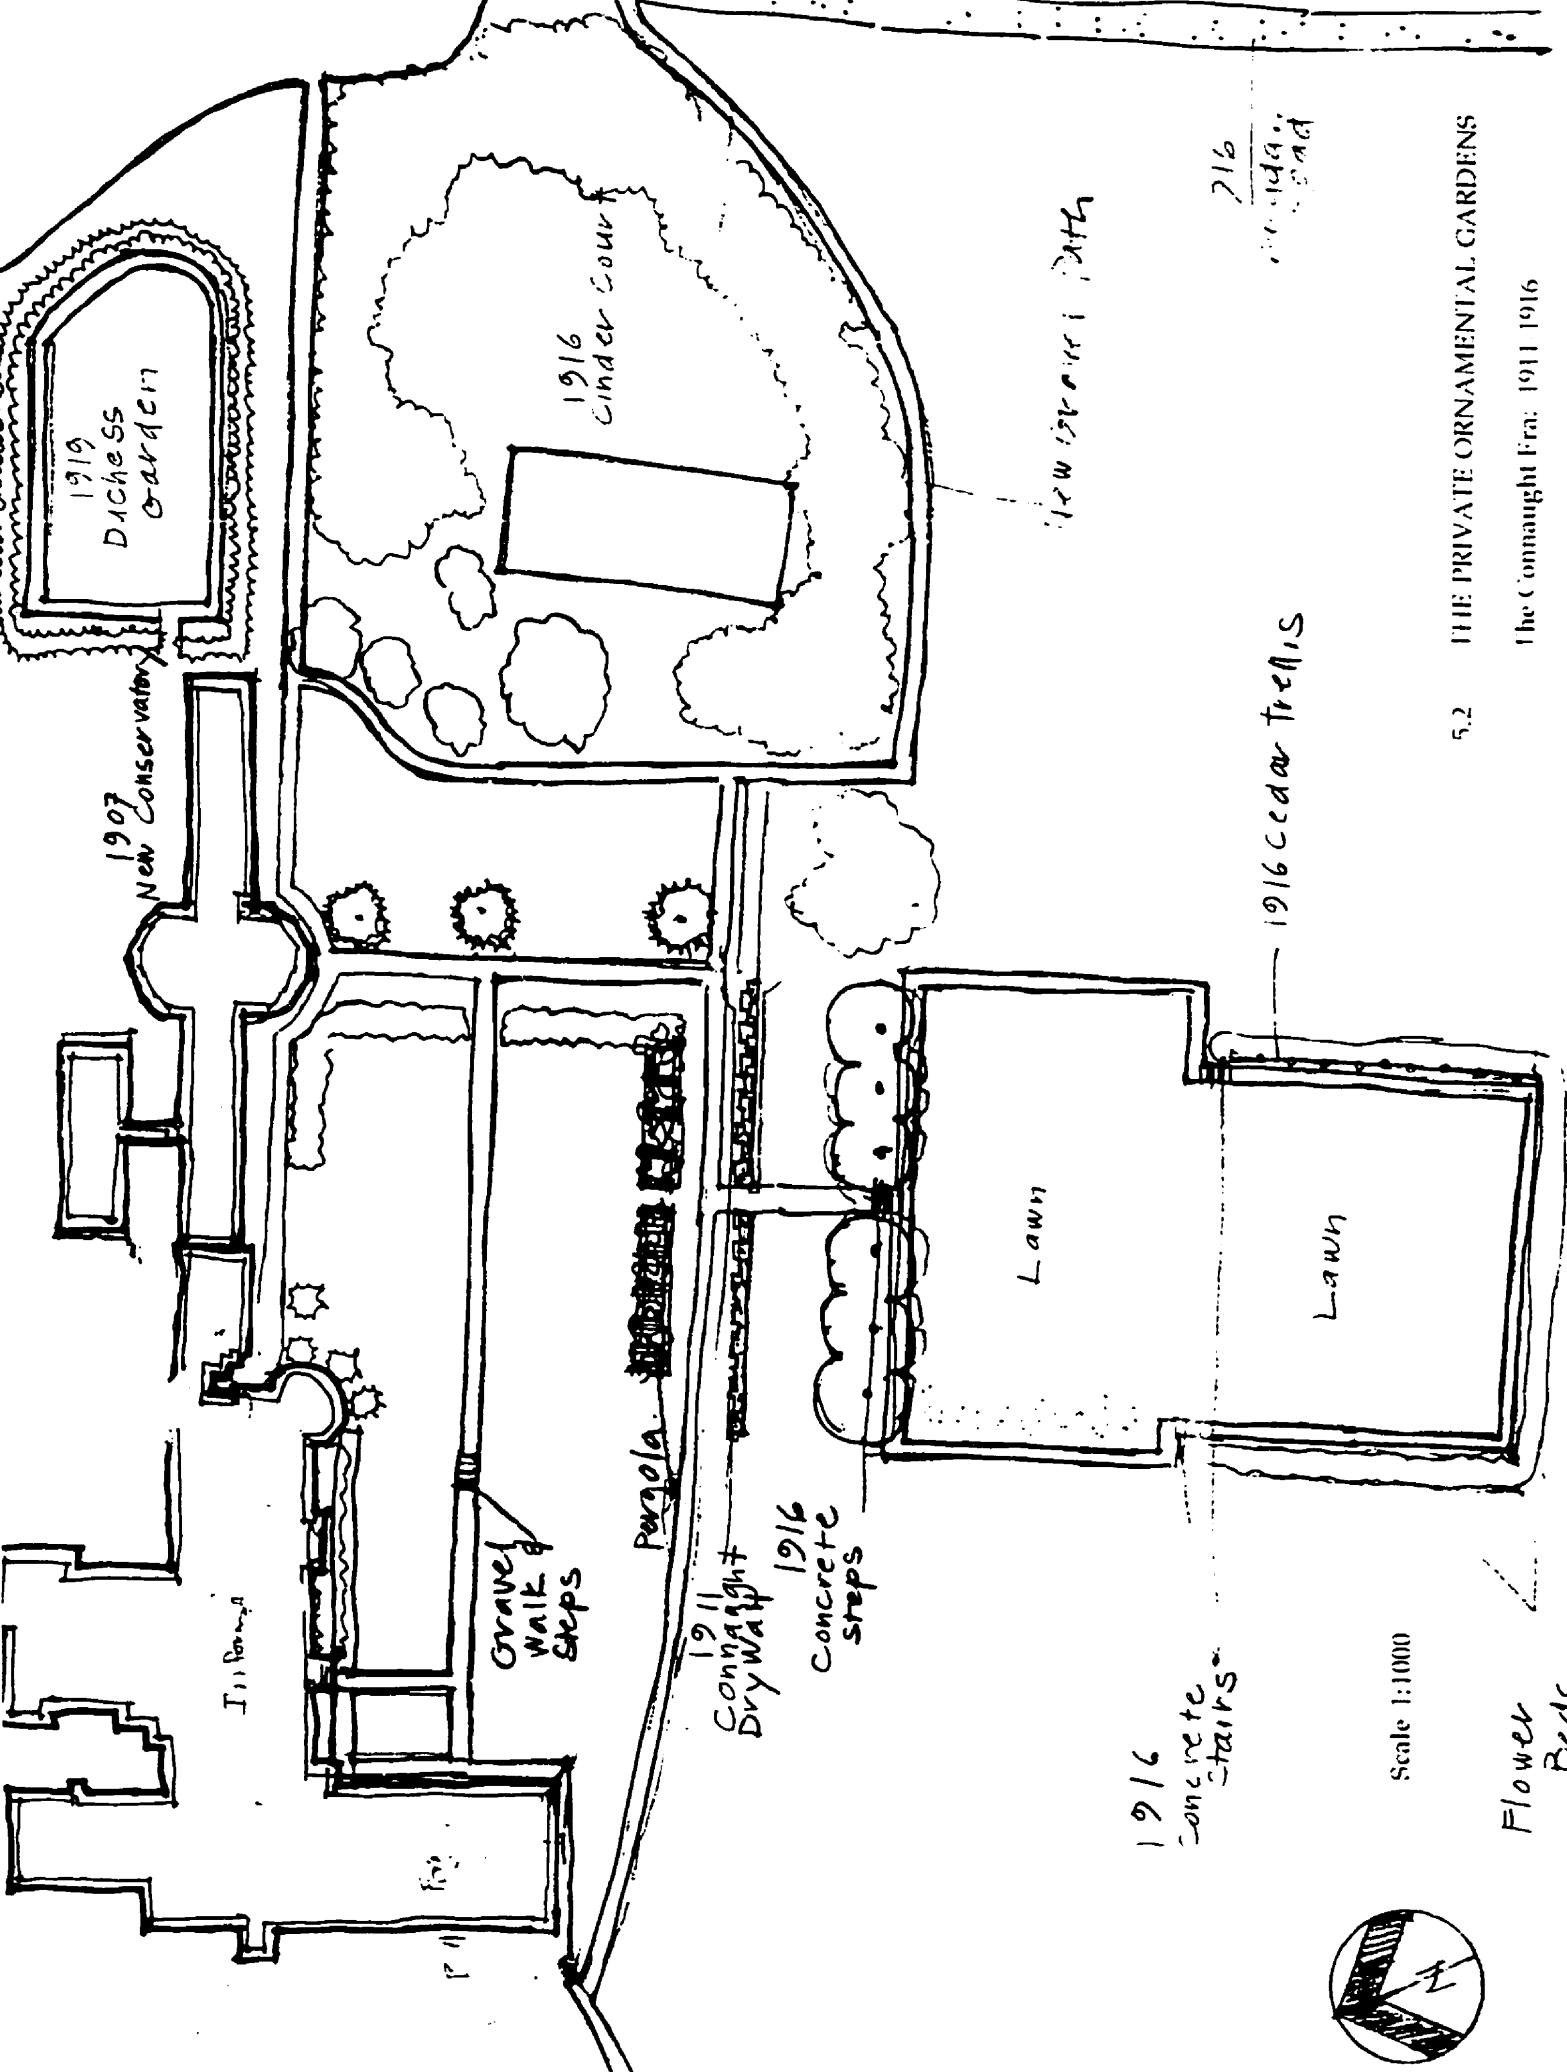 1919
Duchess
Garden
1907
New Conservatory
1916
Cinder Court
Path
1916 Cedar Trellis
Lawn
Lawn
Pergola
Gravel
Walk &
Steps
1911
Connaught
Dry Wall
1916
Concrete
steps
1916
Concrete
Stairs
Flower
Beds
Scale 1:1000
5.2 THE PRIVATE ORNAMENTAL GARDENS
The Connaught Era: 1911-1916
N